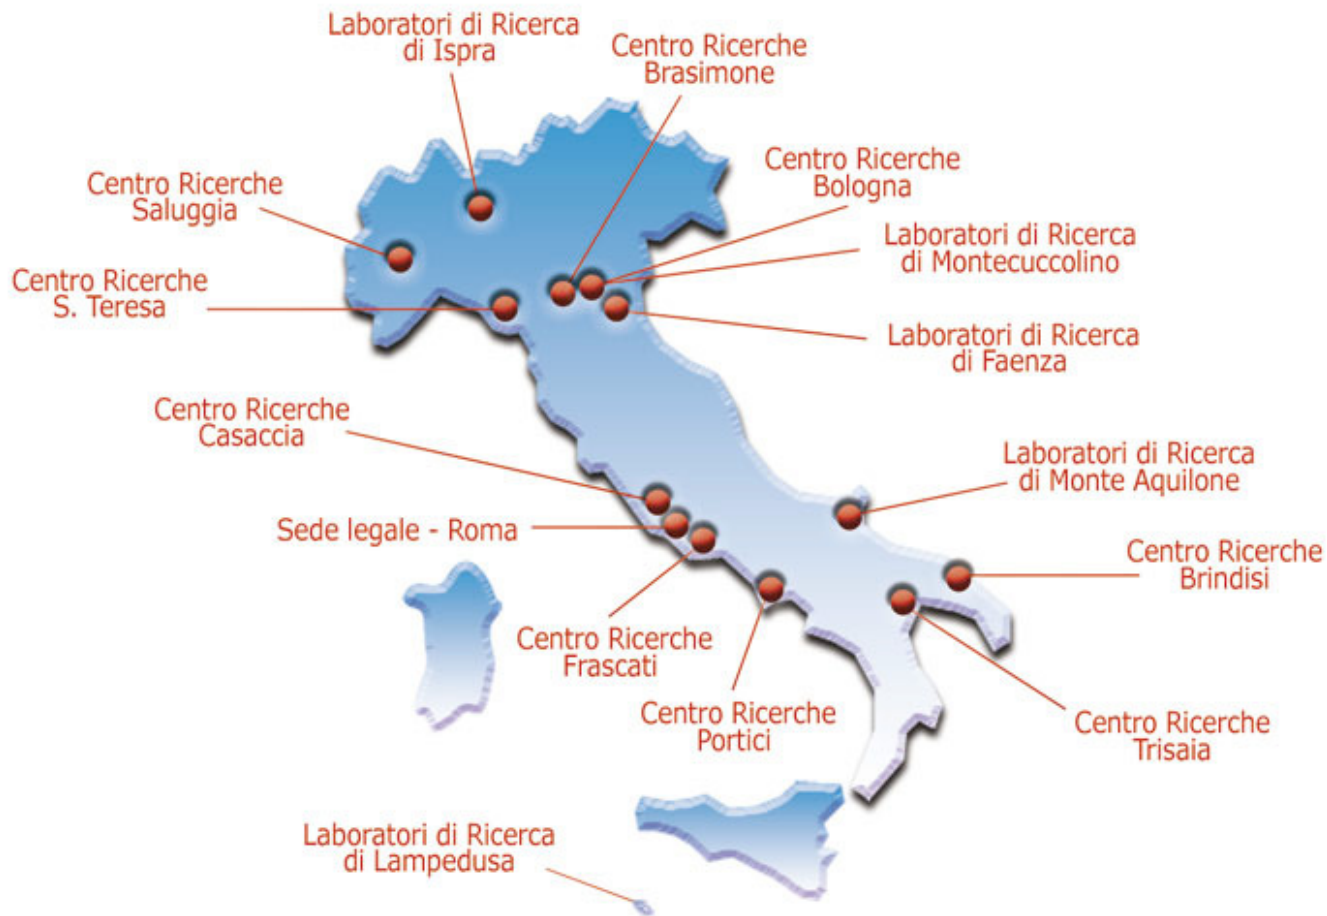 Laboratori di Ricerca
di Ispra
Centro Ricerche
Brasimone
Centro Ricerche
Bologna
Centro Ricerche
Saluggia
Laboratori di Ricerca
di Montecuccolino
Centro Ricerche
S. Teresa
Laboratori di Ricerca
di Faenza
Centro Ricerche
Casaccia
Laboratori di Ricerca
di Monte Aquilone
Sede legale - Roma
Centro Ricerche
Brindisi
Centro Ricerche
Frascati
Centro Ricerche
Portici
Centro Ricerche
Trisaia
Laboratori di Ricerca
di Lampedusa